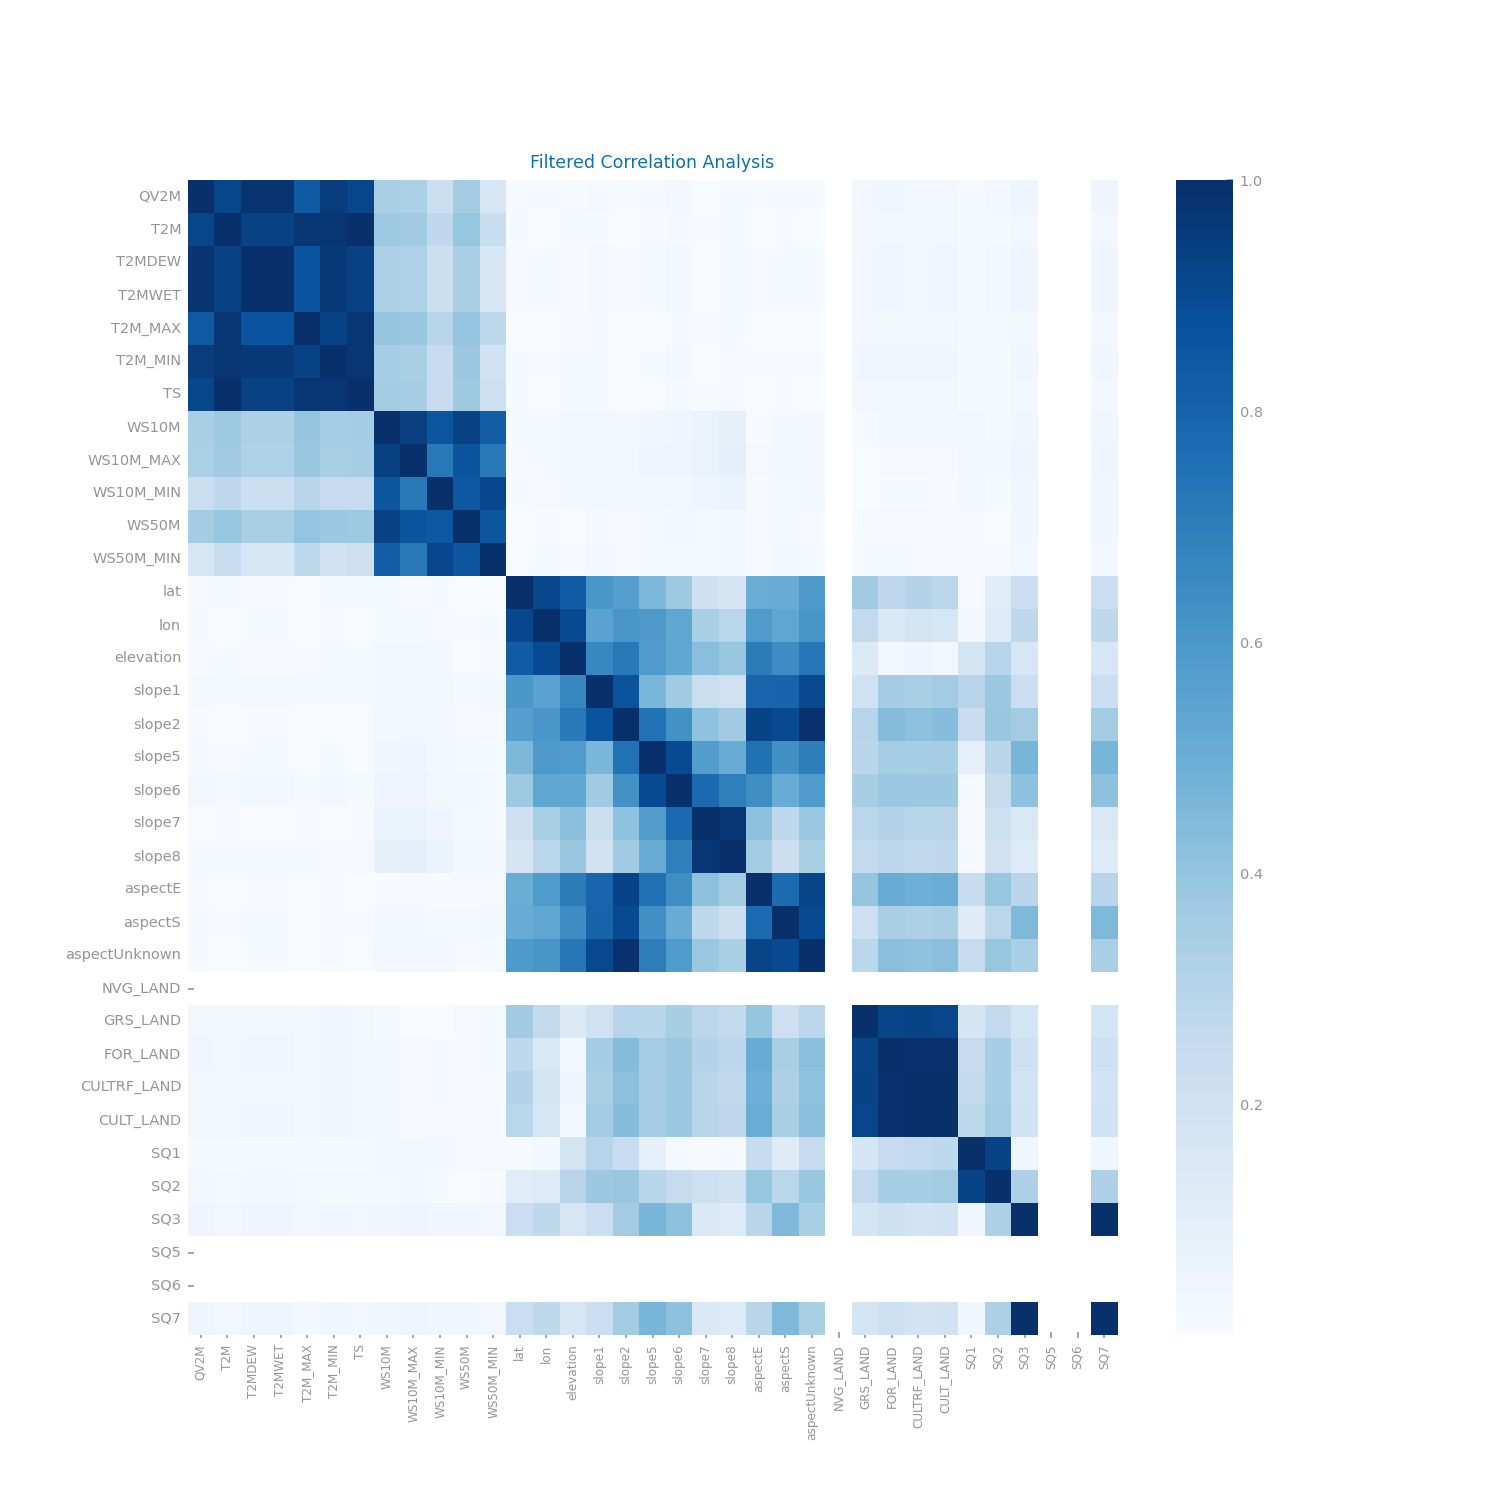 Filtered Correlation Analysis
QV2M
T2M
T2MDEW
T2MWET
T2M_MAX
T2M_MIN
TS
WS10M
WS10M_MAX
WS10M_MIN
WS50M
WS50M_MIN
lat
lon
elevation
slope1
slope2
slope5
slope6
slope7
slope8
aspectE
aspectS
aspectUnknown
NVG_LAND
GRS_LAND
FOR_LAND
CULTRF_LAND
CULT_LAND
SQ1
SQ2
SQ3
SQ5
SQ6
SQ7
QV2M
T2M
T2MDEW
T2MWET
T2M_MAX
T2M_MIN
TS
WS10M
WS10M_MAX
WS10M_MIN
WS50M
WS50M_MIN
lat
lon
elevation
slope1
slope2
slope5
slope6
slope7
slope8
aspectE
aspectS
aspectUnknown
NVG_LAND
GRS_LAND
FOR_LAND
CULTRF_LAND
CULT_LAND
SQ1
SQ2
SQ3
SQ5
SQ6
SQ7
1.0
0.8
0.6
0.4
0.2